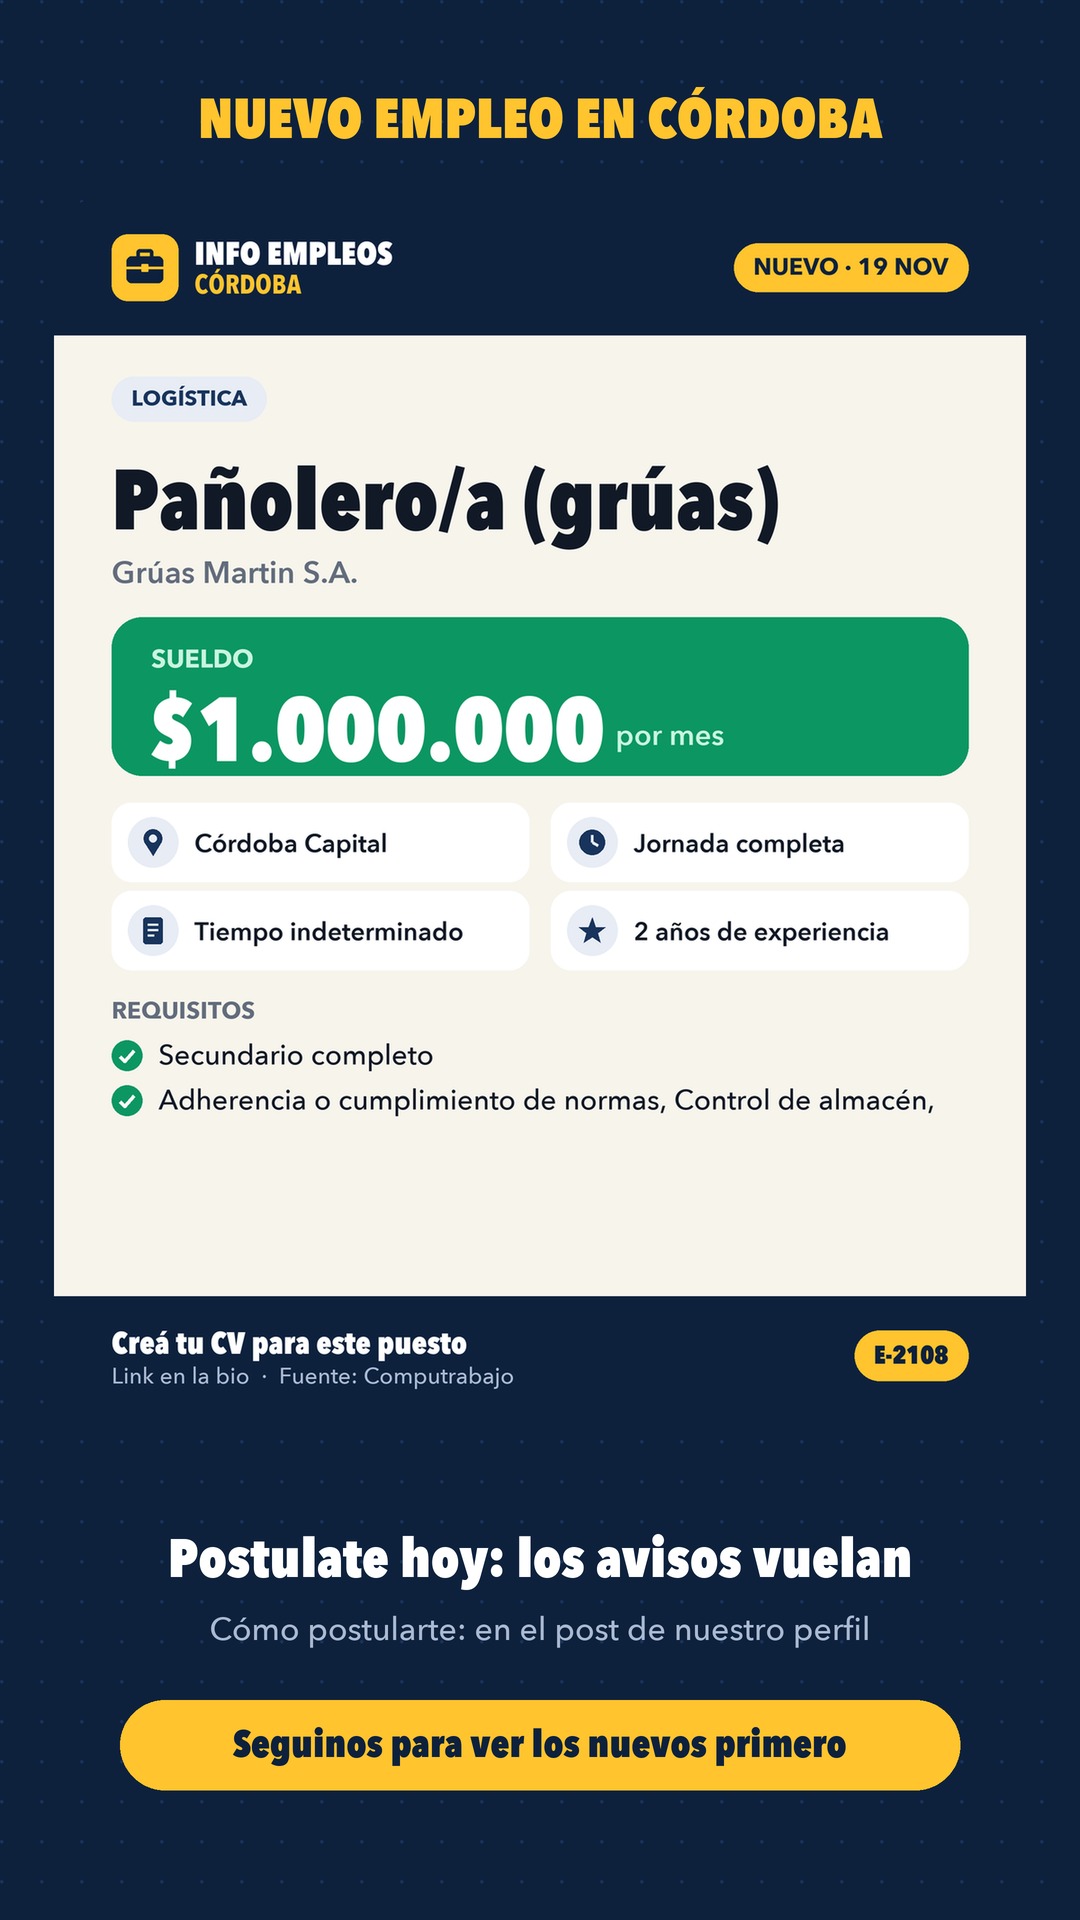 NUEVO EMPLEO EN CÓRDOBA
INFO EMPLEOS
CÓRDOBA
NUEVO · 19 NOV
LOGÍSTICA
Pañolero/a (grúas)
Grúas Martin S.A.
SUELDO
$1.000.000 por mes
Córdoba Capital
Jornada completa
Tiempo indeterminado
2 años de experiencia
REQUISITOS
Secundario completo
Adherencia o cumplimiento de normas, Control de almacén,
Creá tu CV para este puesto
Link en la bio · Fuente: Computrabajo
E-2108
Postulate hoy: los avisos vuelan
Cómo postularte: en el post de nuestro perfil
Seguinos para ver los nuevos primero